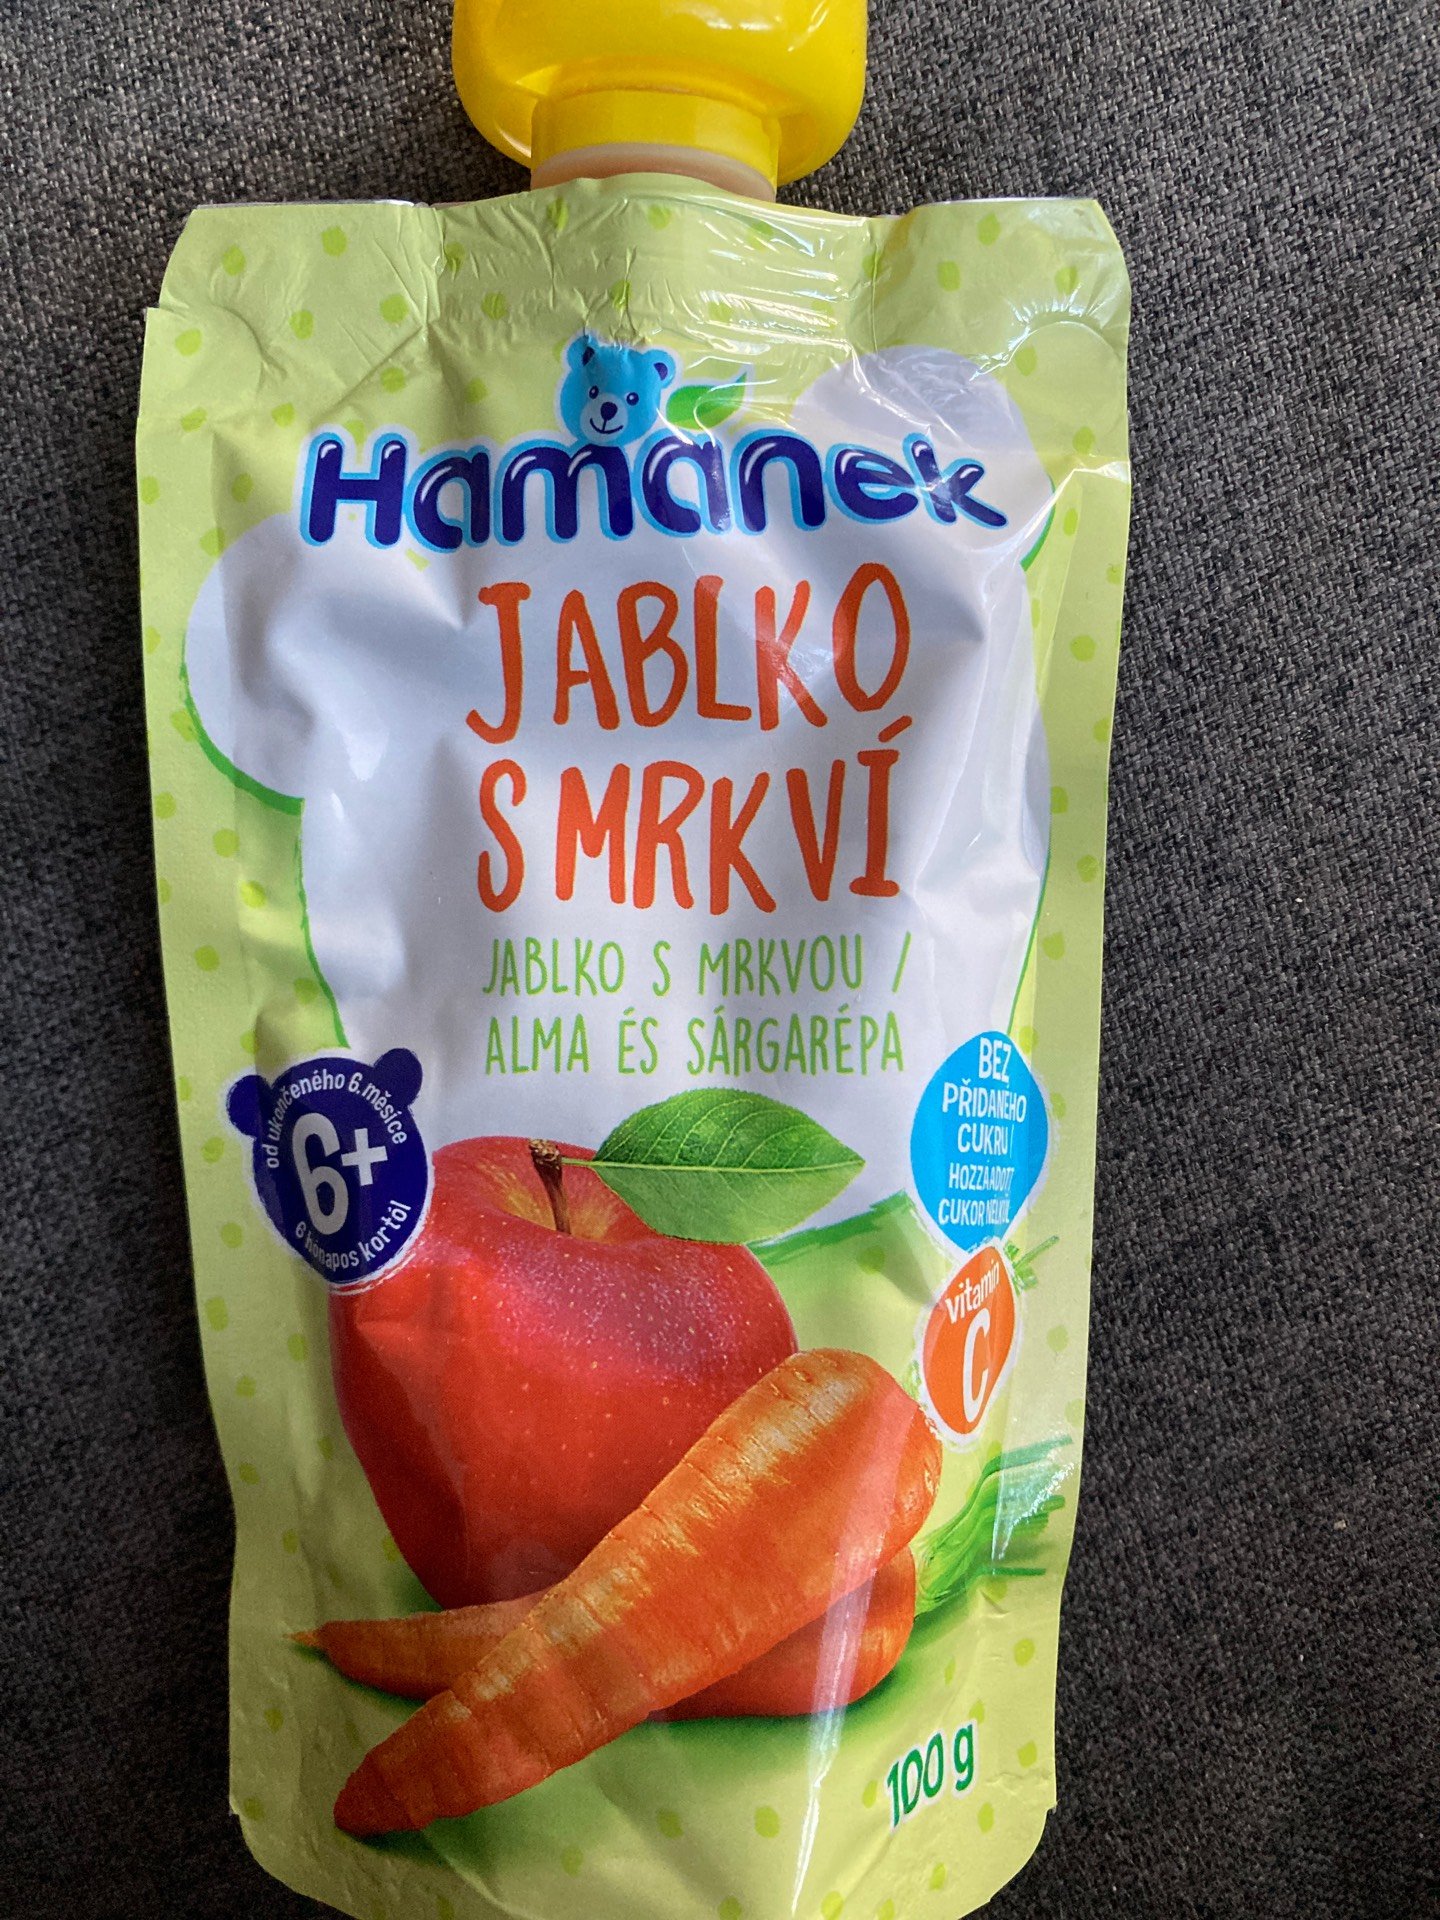 Hamánek
JABLKO
S MRKVÍ
JABLKO S MRKVOU /
ALMA ÉS SÁRGARÉPA
od ukončeného 6. měsíce
6+
6 hónapos kortól
BEZ
PŘIDANÉHO
CUKRU /
HOZZÁADOTT
CUKOR NÉLKÜL
vitamin
C
100 g